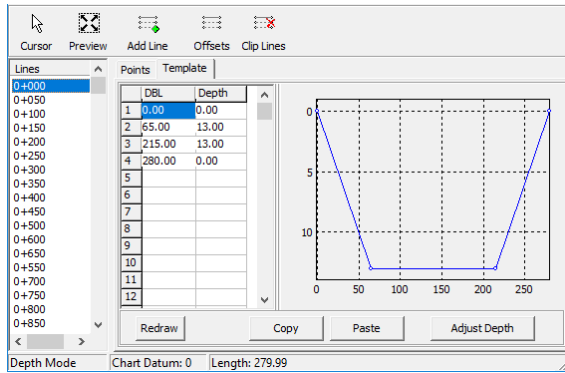 Cursor Preview Add Line Offsets Clip Lines
Lines
0+000
0+050
0+100
0+150
0+200
0+250
0+300
0+350
0+400
0+450
0+500
0+600
0+650
0+550
0+700
0+750
0+800
0+850
Points Template
DBL Depth
1 0.00 0.00
2 65.00 13.00
3 215.00 13.00
4 280.00 0.00
5
6
7
8
9
10
11
12
0
5
10
0 50 100 150 200 250
Redraw Copy Paste Adjust Depth
Depth Mode Chart Datum: 0 Length: 279.99